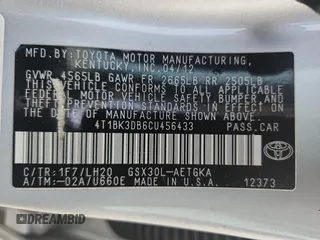 MFD.BY:TOYOTA MOTOR MANUFACTURING,
KENTUCKY, INC. 04/12
GVWR 4565LB GAWR FR 2665LB RR 2505LB
THIS VEHICLE CONFORMS TO ALL APPLICABLE
FEDERAL MOTOR VEHICLE SAFETY, BUMPER, AND
THEFT PREVENTION STANDARDS IN EFFECT ON
THE DATE OF MANUFACTURE SHOWN ABOVE.
4T1BK3DB6CU456433 PASS.CAR
C/TR: 1F7/LH20 GSX30L-AETGKA
A/TM: -02A/U660E MADE IN U.S.A.
TOYOTA
12373